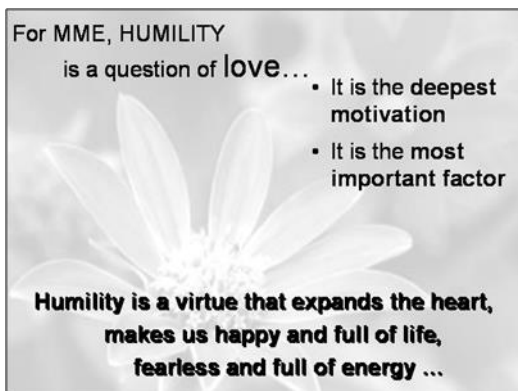 For MME, HUMILITY
is a question of love…
• It is the deepest
motivation
• It is the most
important factor
Humility is a virtue that expands the heart,
makes us happy and full of life,
fearless and full of energy ...